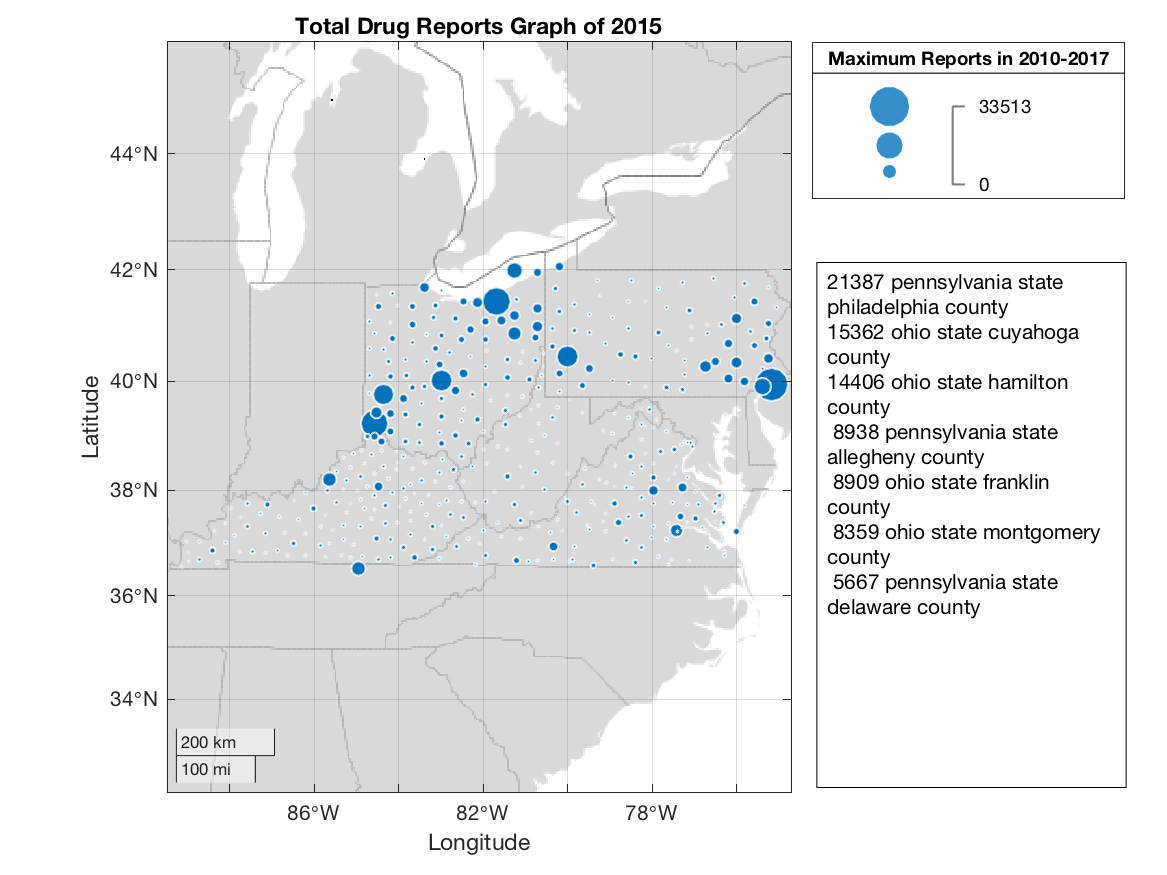 Total Drug Reports Graph of 2015
Maximum Reports in 2010-2017
33513
0
44°N
42°N
40°N
38°N
36°N
34°N
Latitude
21387 pennsylvania state
philadelphia county
15362 ohio state cuyahoga
county
14406 ohio state hamilton
county
8938 pennsylvania state
allegheny county
8909 ohio state franklin
county
8359 ohio state montgomery
county
5667 pennsylvania state
delaware county
200 km
100 mi
86°W
82°W
78°W
Longitude